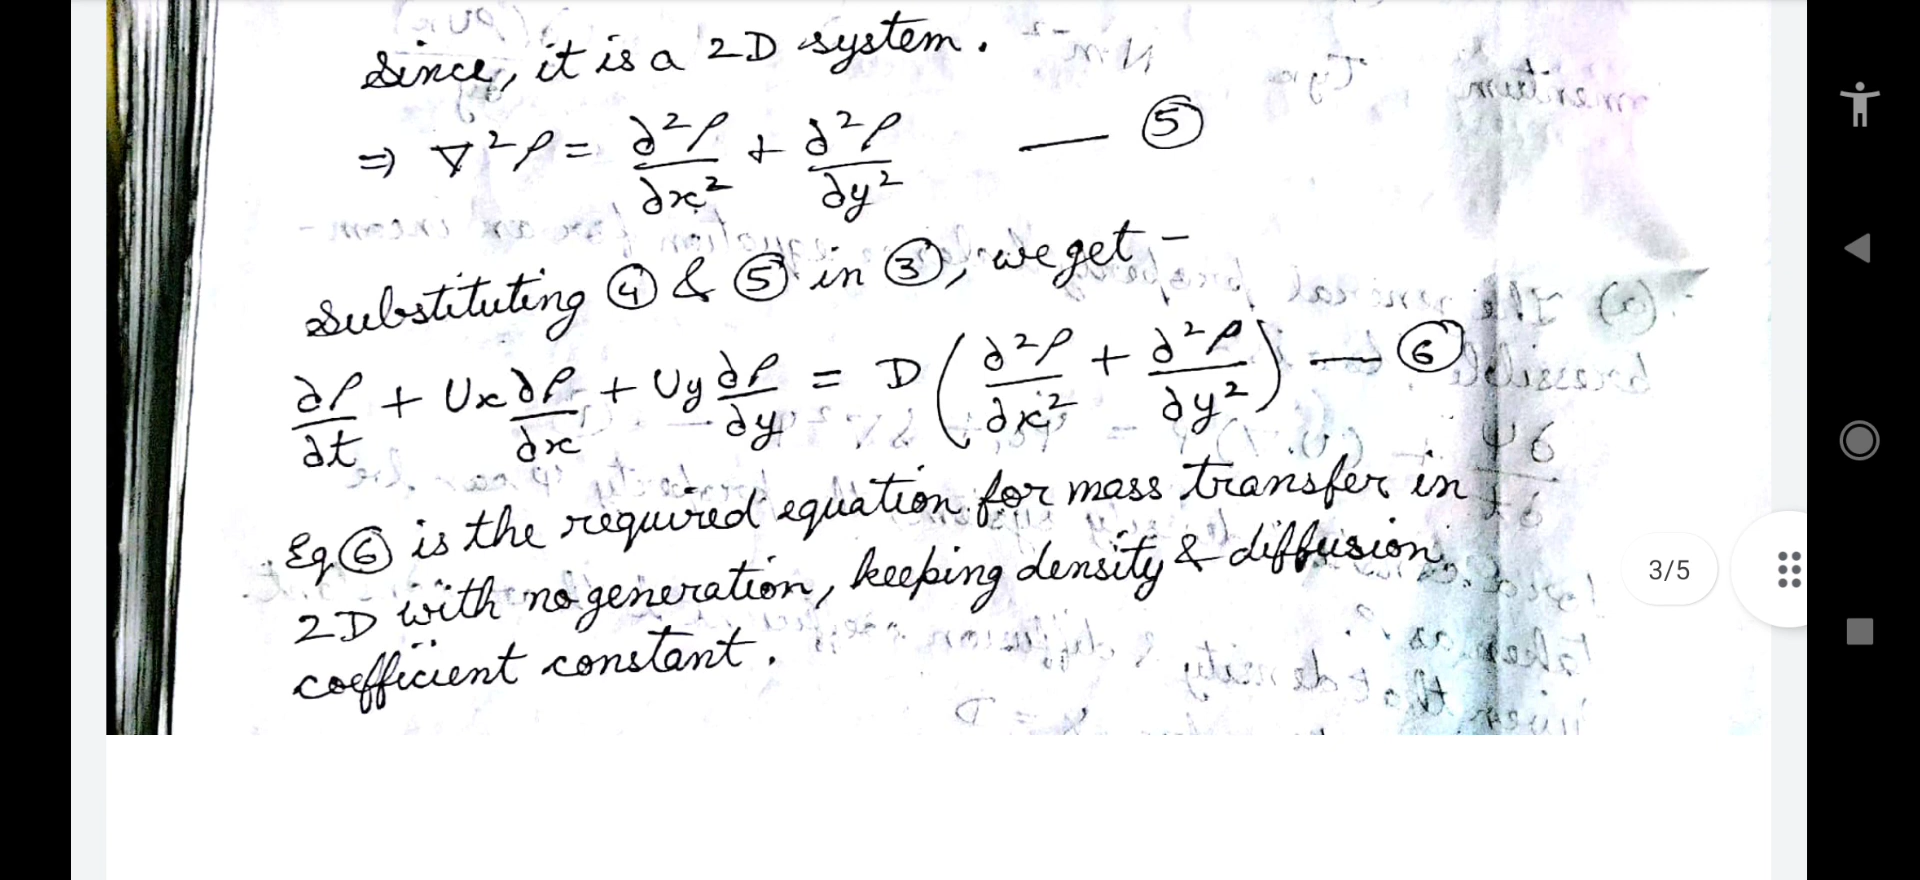 Since, it is a 2D system.
⇒ ∇²ρ = ∂²ρ/∂x² + ∂²ρ/∂y² — ⑤
Substituting ④ & ⑤ in ③, we get –
∂ρ/∂t + Ux ∂ρ/∂x + Uy ∂ρ/∂y = D (∂²ρ/∂x² + ∂²ρ/∂y²) — ⑥
Eq ⑥ is the required equation for mass transfer in
2D with no generation, keeping density & diffusion
coefficient constant.
3/5